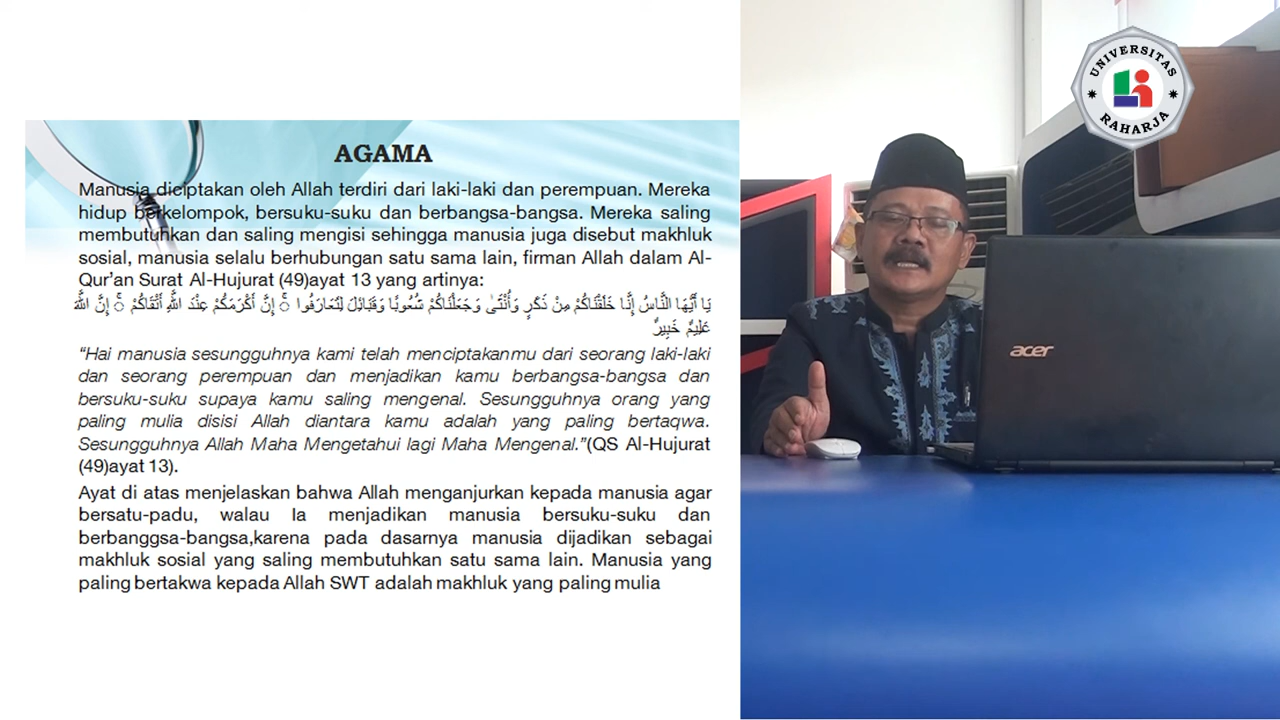 AGAMA
Manusia diciptakan oleh Allah terdiri dari laki-laki dan perempuan. Mereka
hidup berkelompok, bersuku-suku dan berbangsa-bangsa. Mereka saling
membutuhkan dan saling mengisi sehingga manusia juga disebut makhluk
sosial, manusia selalu berhubungan satu sama lain, firman Allah dalam Al-
Qur’an Surat Al-Hujurat (49)ayat 13 yang artinya:
يَا أَيُّهَا النَّاسُ إِنَّا خَلَقْنَاكُمْ مِنْ ذَكَرٍ وَأُنْثَىٰ وَجَعَلْنَاكُمْ شُعُوبًا وَقَبَائِلَ لِتَعَارَفُوا ۚ إِنَّ أَكْرَمَكُمْ عِنْدَ اللَّهِ أَتْقَاكُمْ ۚ إِنَّ اللَّهَ
عَلِيمٌ خَبِيرٌ
“Hai manusia sesungguhnya kami telah menciptakanmu dari seorang laki-laki
dan seorang perempuan dan menjadikan kamu berbangsa-bangsa dan
bersuku-suku supaya kamu saling mengenal. Sesungguhnya orang yang
paling mulia disisi Allah diantara kamu adalah yang paling bertaqwa.
Sesungguhnya Allah Maha Mengetahui lagi Maha Mengenal.”(QS Al-Hujurat
(49)ayat 13).
Ayat di atas menjelaskan bahwa Allah menganjurkan kepada manusia agar
bersatu-padu, walau Ia menjadikan manusia bersuku-suku dan
berbanggsa-bangsa,karena pada dasarnya manusia dijadikan sebagai
makhluk sosial yang saling membutuhkan satu sama lain. Manusia yang
paling bertakwa kepada Allah SWT adalah makhluk yang paling mulia
UNIVERSITAS
RAHARJA
acer